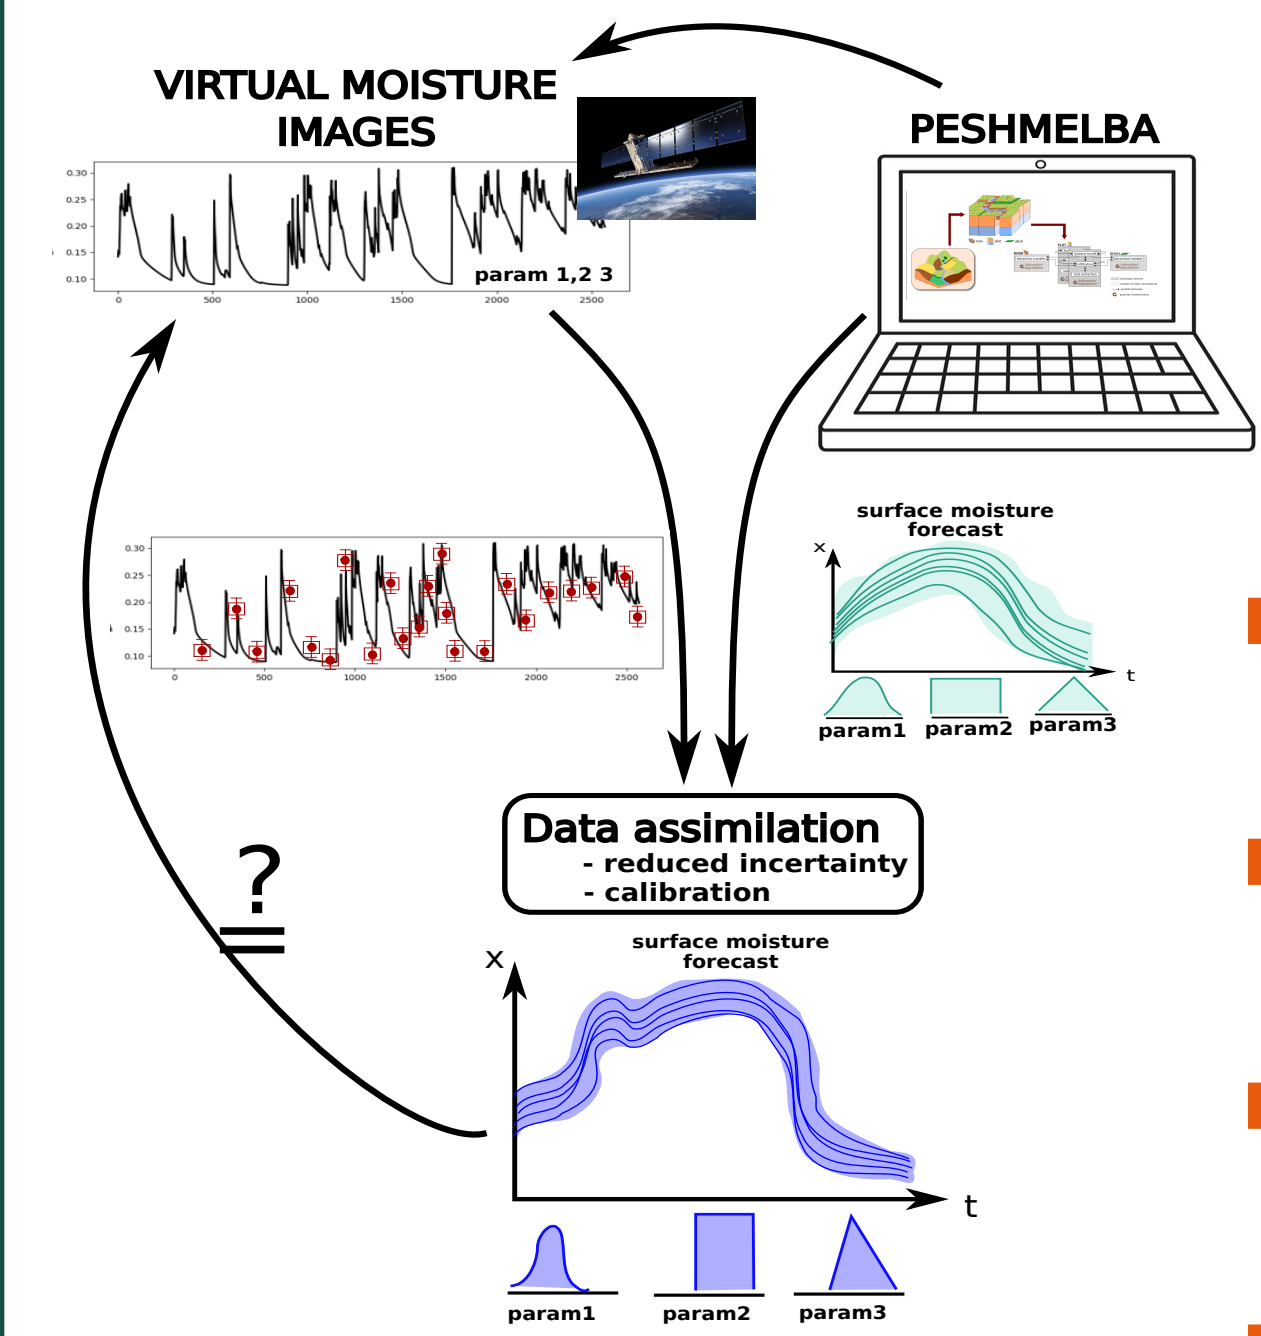 VIRTUAL MOISTURE
IMAGES
PESHMELBA
0.30
0.25
0.20
0.15
0.10
param 1,2 3
0
500
1000
1500
2000
2500
surface moisture
forecast
x
t
param1
param2
param3
0.30
0.25
0.20
0.15
0.10
0
500
1000
1500
2000
2500
Data assimilation
- reduced incertainty
- calibration
?
surface moisture
forecast
x
t
param1
param2
param3